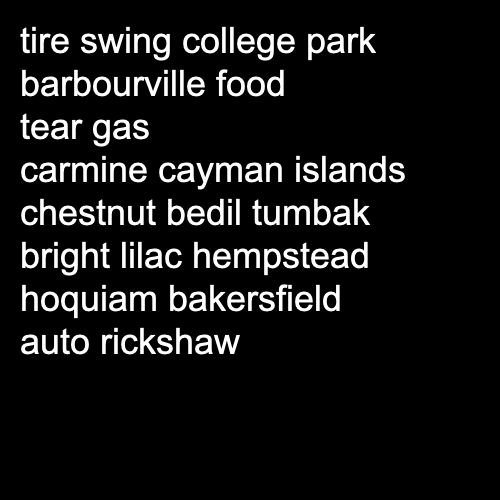 tire swing college park
barbourville food
tear gas
carmine cayman islands
chestnut bedil tumbak
bright lilac hempstead
hoquiam bakersfield
auto rickshaw